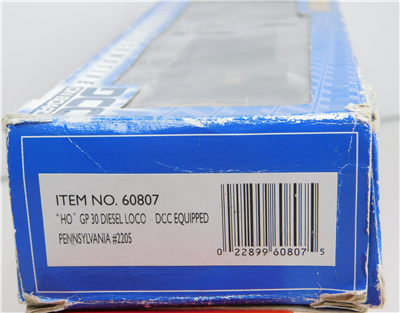 ITEM NO. 60807
"HO" GP 30 DIESEL LOCO DCC EQUIPPED
PENNSYLVANIA #2205
0 22899 60807 5